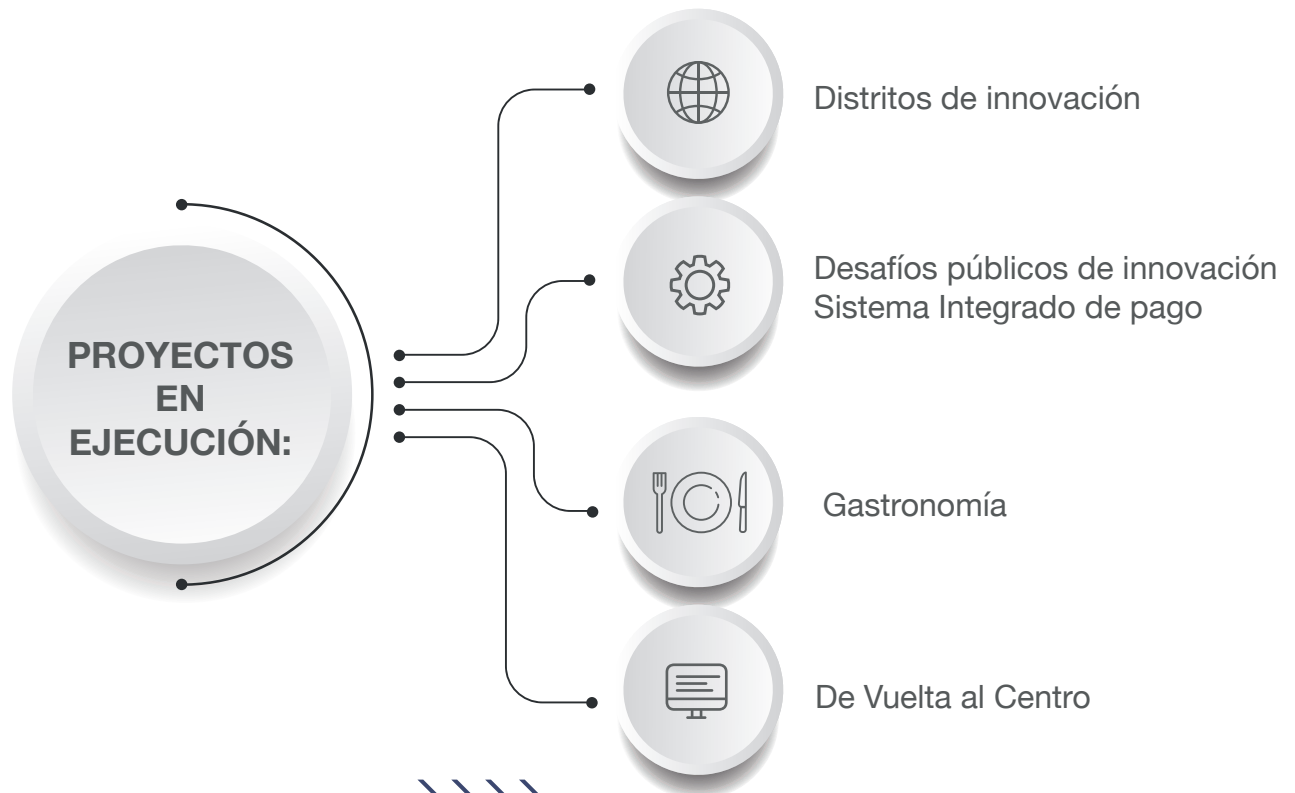 PROYECTOS
EN
EJECUCIÓN:
Distritos de innovación
Desafíos públicos de innovación
Sistema Integrado de pago
Gastronomía
De Vuelta al Centro